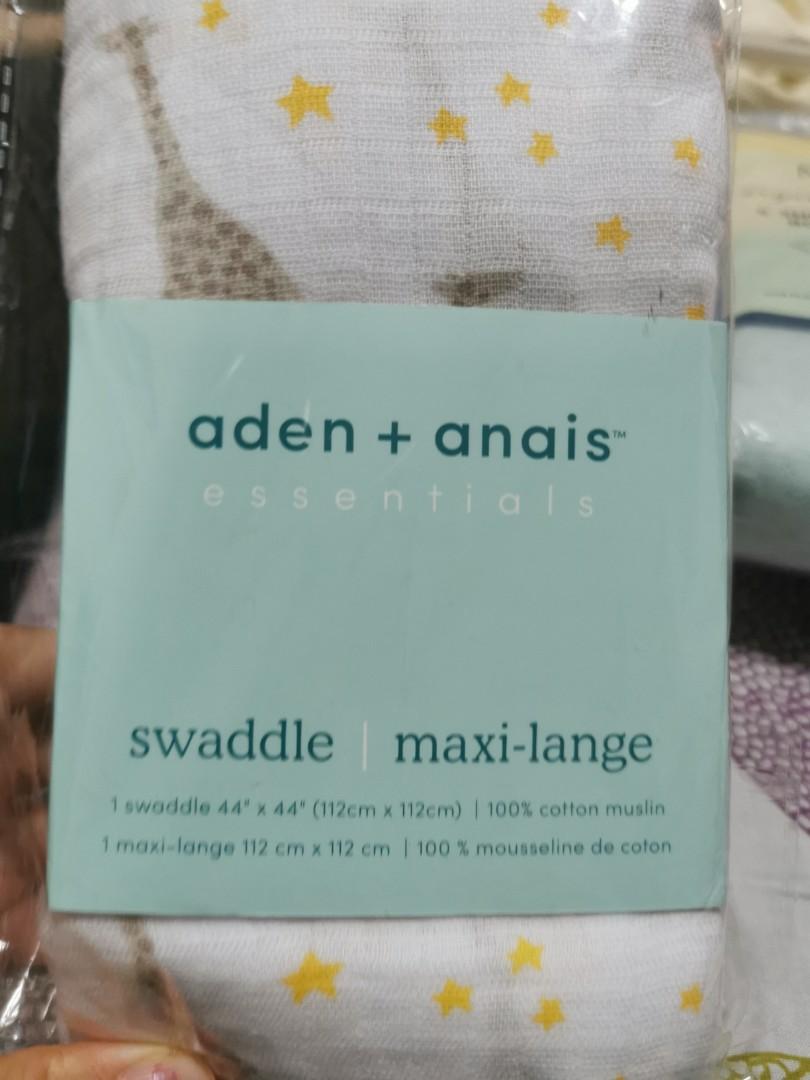 aden + anais™
essentials
swaddle | maxi-lange
1 swaddle 44" x 44" (112cm x 112cm) | 100% cotton muslin
1 maxi-lange 112 cm x 112 cm | 100 % mousseline de coton